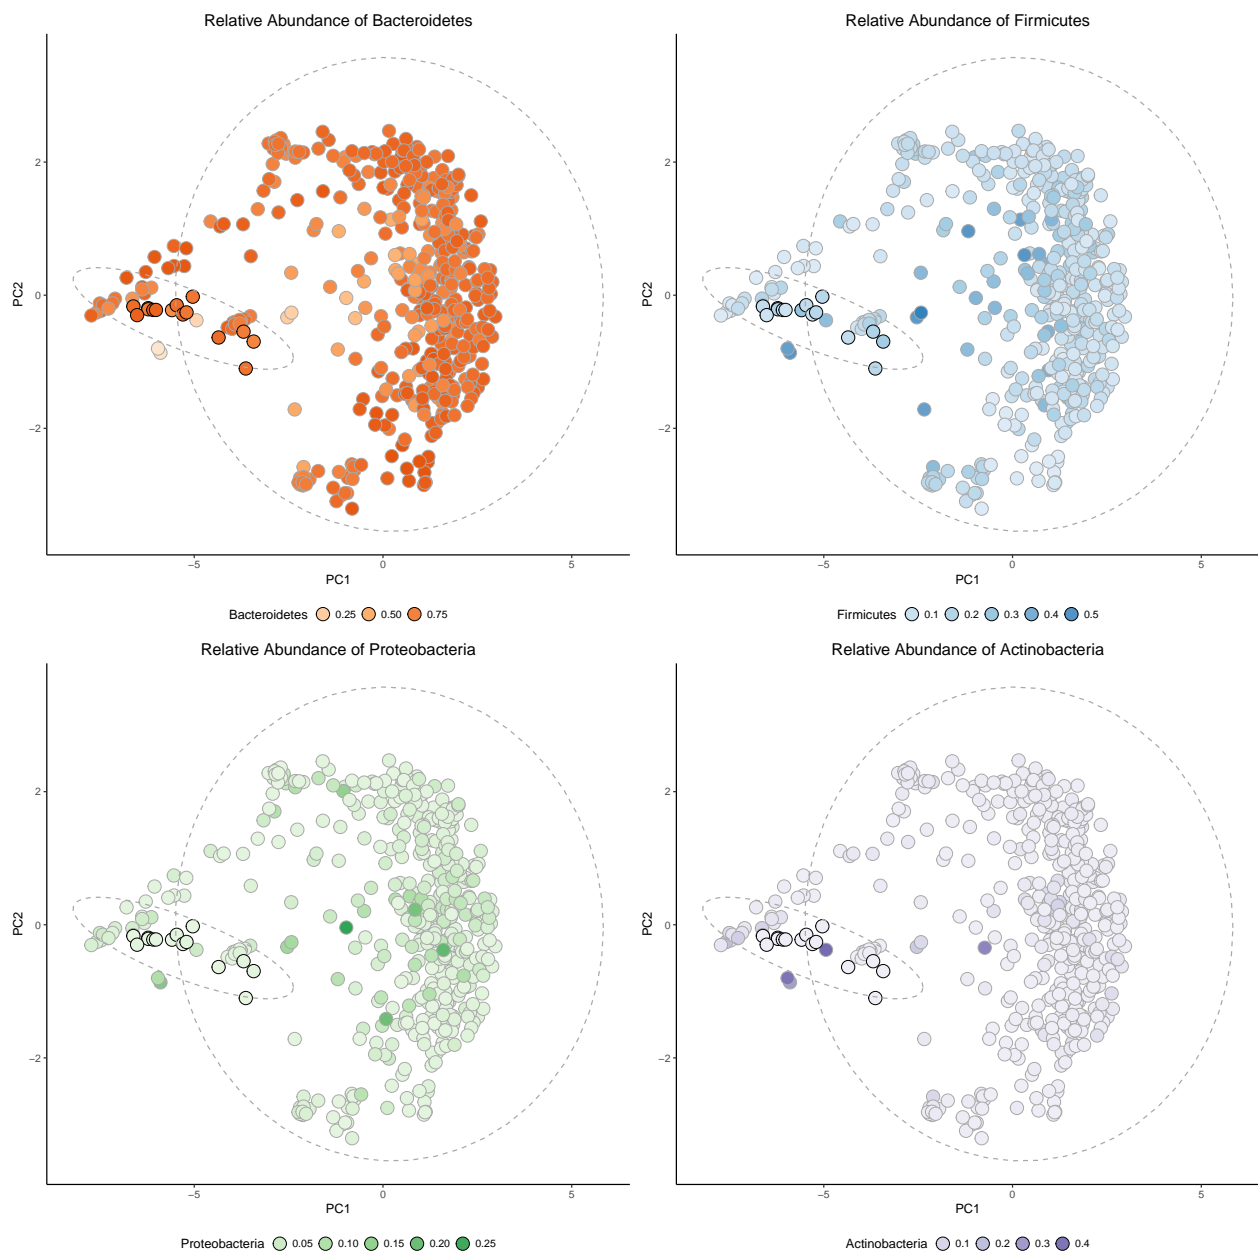 Relative Abundance of Bacteroidetes
PC2
2
0
−2
−5
0
5
PC1
Bacteroidetes 0.25 0.50 0.75
Relative Abundance of Firmicutes
PC2
2
0
−2
−5
0
5
PC1
Firmicutes 0.1 0.2 0.3 0.4 0.5
Relative Abundance of Proteobacteria
PC2
2
0
−2
−5
0
5
PC1
Proteobacteria 0.05 0.10 0.15 0.20 0.25
Relative Abundance of Actinobacteria
PC2
2
0
−2
−5
0
5
PC1
Actinobacteria 0.1 0.2 0.3 0.4